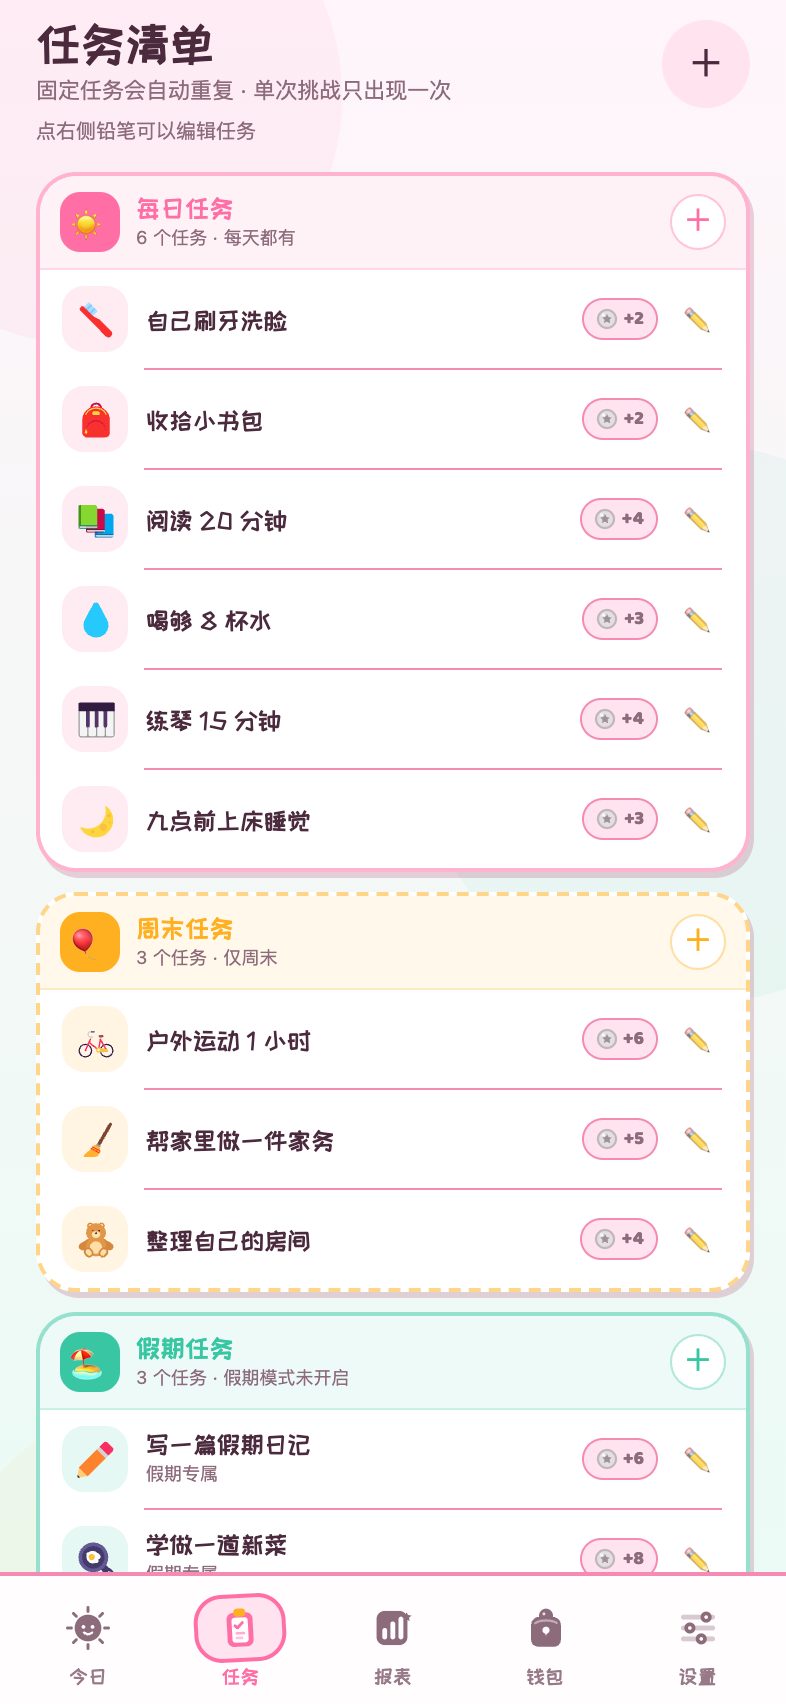 任务清单
固定任务会自动重复 · 单次挑战只出现一次
点右侧铅笔可以编辑任务
每日任务
6 个任务 · 每天都有
自己刷牙洗脸 +2
收拾小书包 +2
阅读 20 分钟 +4
喝够 8 杯水 +3
练琴 15 分钟 +4
九点前上床睡觉 +3
周末任务
3 个任务 · 仅周末
户外运动 1 小时 +6
帮家里做一件家务 +5
整理自己的房间 +4
假期任务
3 个任务 · 假期模式未开启
写一篇假期日记 +6
假期专属
学做一道新菜 +8
假期专属
今日 任务 报表 钱包 设置